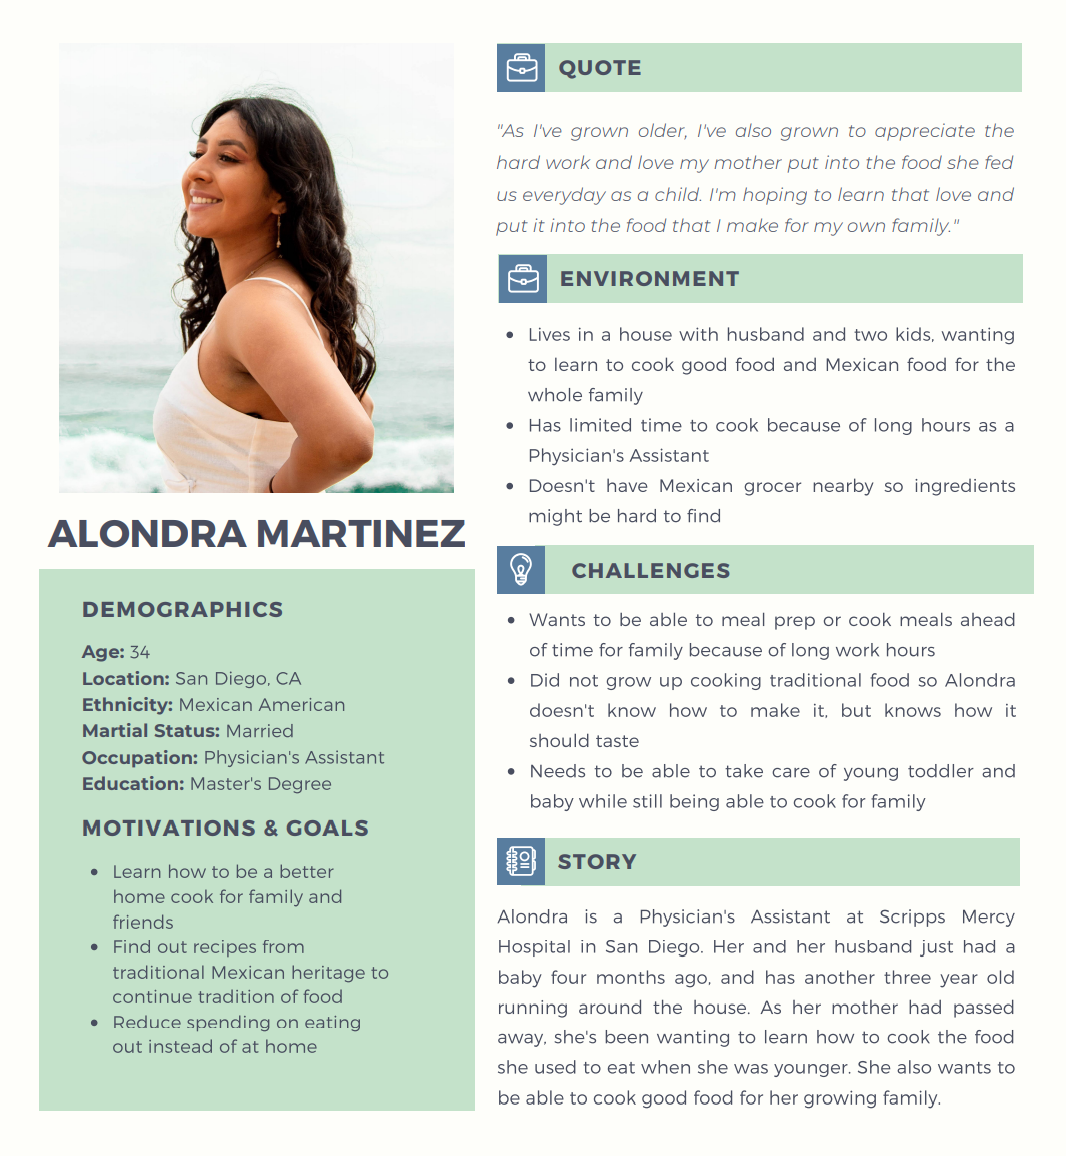 ALONDRA MARTINEZ
DEMOGRAPHICS
Age: 34
Location: San Diego, CA
Ethnicity: Mexican American
Martial Status: Married
Occupation: Physician's Assistant
Education: Master's Degree
MOTIVATIONS & GOALS
• Learn how to be a better
home cook for family and
friends
• Find out recipes from
traditional Mexican heritage to
continue tradition of food
• Reduce spending on eating
out instead of at home
QUOTE
"As I've grown older, I've also grown to appreciate the
hard work and love my mother put into the food she fed
us everyday as a child. I'm hoping to learn that love and
put it into the food that I make for my own family."
ENVIRONMENT
• Lives in a house with husband and two kids, wanting
to learn to cook good food and Mexican food for the
whole family
• Has limited time to cook because of long hours as a
Physician's Assistant
• Doesn't have Mexican grocer nearby so ingredients
might be hard to find
CHALLENGES
• Wants to be able to meal prep or cook meals ahead
of time for family because of long work hours
• Did not grow up cooking traditional food so Alondra
doesn't know how to make it, but knows how it
should taste
• Needs to be able to take care of young toddler and
baby while still being able to cook for family
STORY
Alondra is a Physician's Assistant at Scripps Mercy
Hospital in San Diego. Her and her husband just had a
baby four months ago, and has another three year old
running around the house. As her mother had passed
away, she's been wanting to learn how to cook the food
she used to eat when she was younger. She also wants to
be able to cook good food for her growing family.